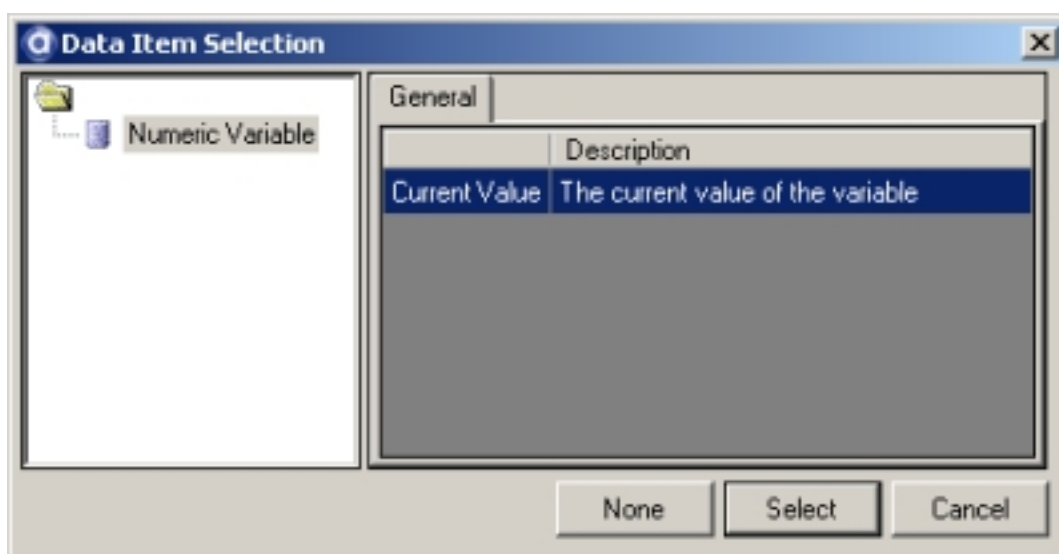 Data Item Selection
Numeric Variable
General
Description
Current Value The current value of the variable
None Select Cancel